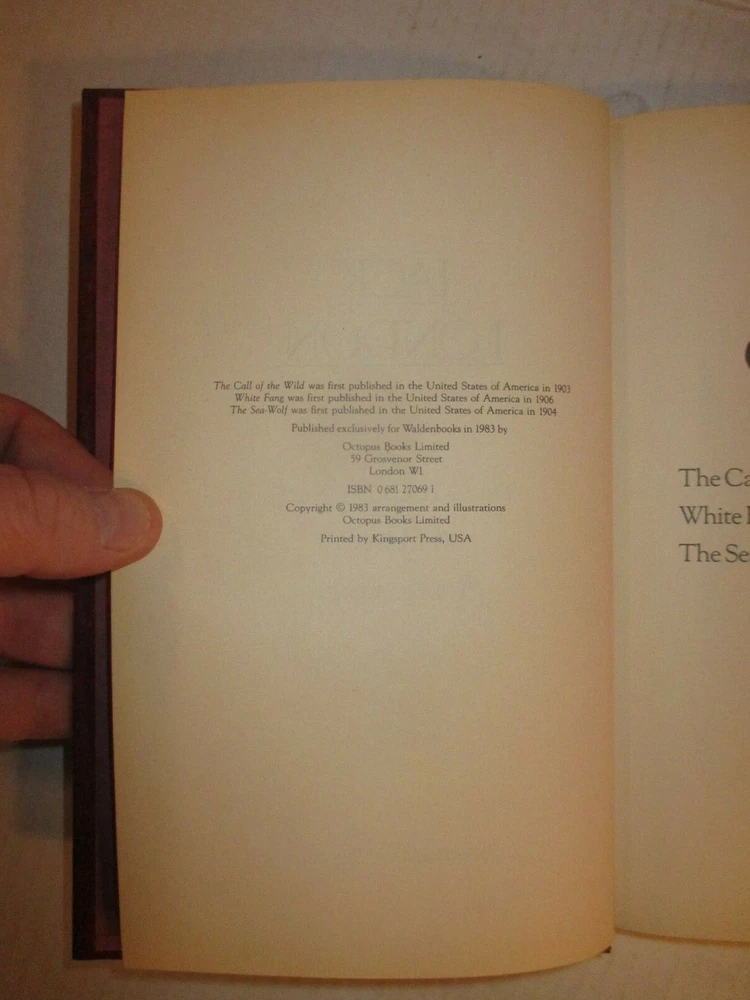 The Call of the Wild was first published in the United States of America in 1903
White Fang was first published in the United States of America in 1906
The Sea-Wolf was first published in the United States of America in 1904
Published exclusively for Waldenbooks in 1983 by
Octopus Books Limited
59 Grosvenor Street
London W1
ISBN 0 681 27069 1
Copyright © 1983 arrangement and illustrations
Octopus Books Limited
Printed by Kingsport Press, USA
The Ca
White
The Se